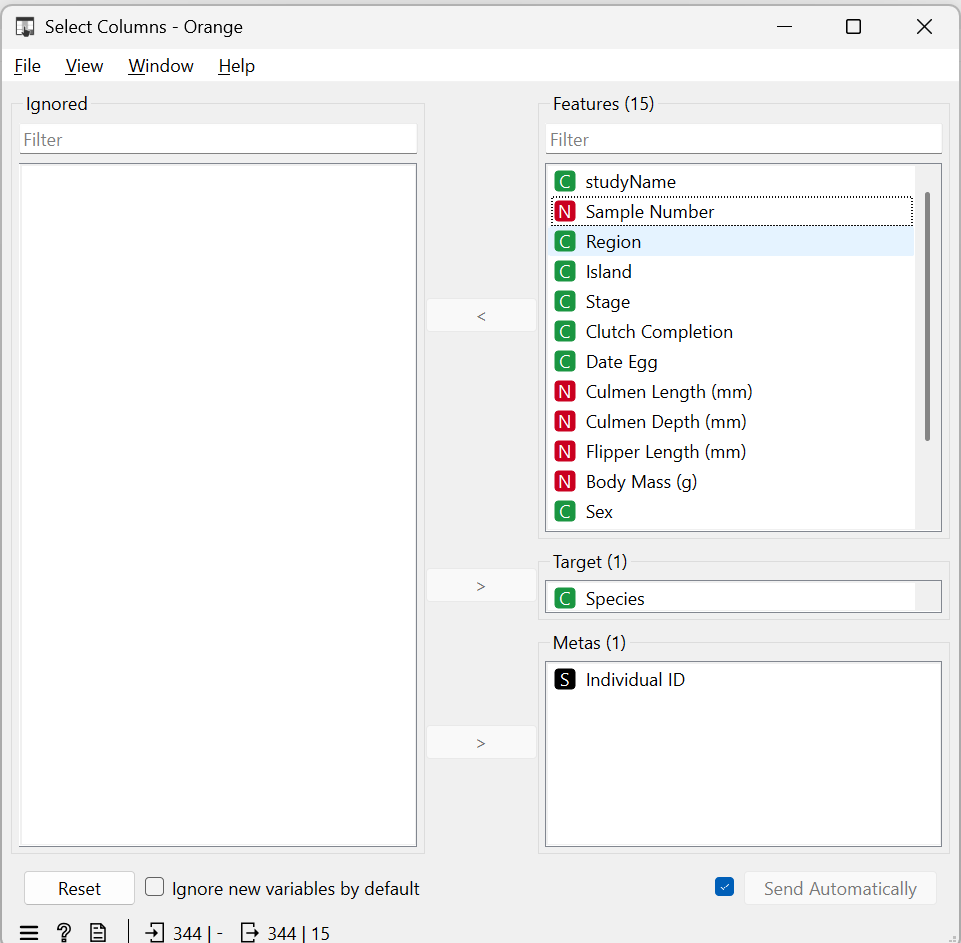 Select Columns - Orange
File View Window Help
Ignored
Filter
<
>
>
Features (15)
Filter
C studyName
N Sample Number
C Region
C Island
C Stage
C Clutch Completion
C Date Egg
N Culmen Length (mm)
N Culmen Depth (mm)
N Flipper Length (mm)
N Body Mass (g)
C Sex
Target (1)
C Species
Metas (1)
S Individual ID
Reset
Ignore new variables by default
Send Automatically
? 344 | - 344 | 15